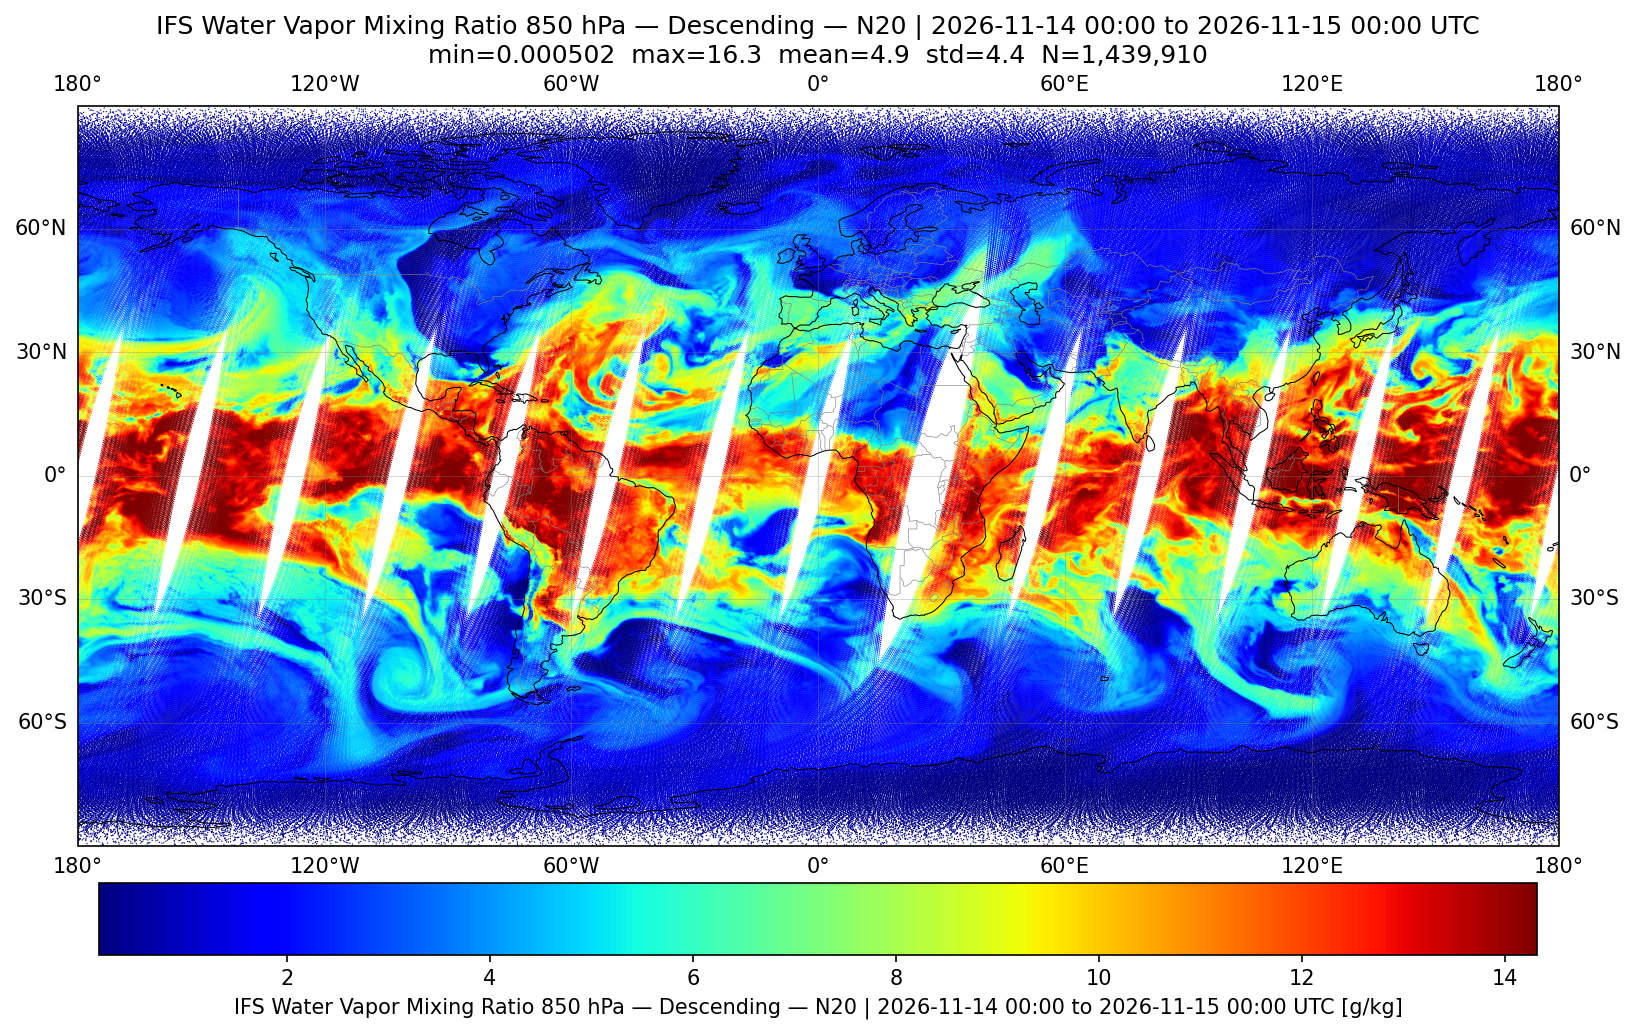 IFS Water Vapor Mixing Ratio 850 hPa — Descending — N20 | 2026-11-14 00:00 to 2026-11-15 00:00 UTC
min=0.000502  max=16.3  mean=4.9  std=4.4  N=1,439,910
180° 120°W 60°W 0° 60°E 120°E 180°
60°N 60°N
30°N 30°N
0° 0°
30°S 30°S
60°S 60°S
180° 120°W 60°W 0° 60°E 120°E 180°
2 4 6 8 10 12 14
IFS Water Vapor Mixing Ratio 850 hPa — Descending — N20 | 2026-11-14 00:00 to 2026-11-15 00:00 UTC [g/kg]